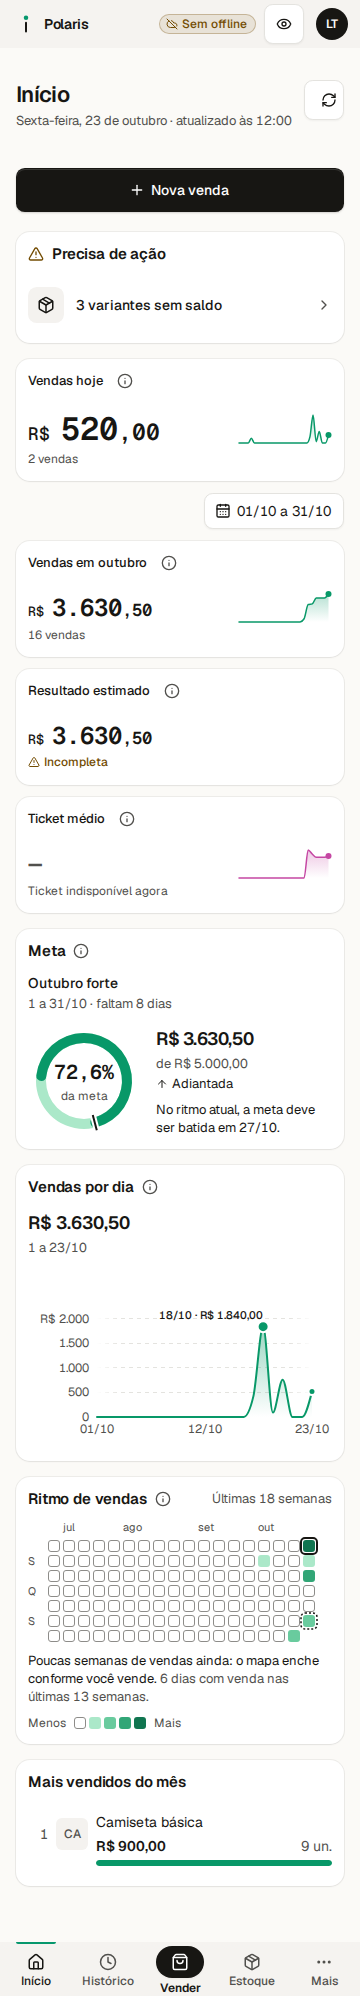 Polaris
Sem offline
LT
Início
Sexta-feira, 23 de outubro · atualizado às 12:00
+ Nova venda
Precisa de ação
3 variantes sem saldo
Vendas hoje
R$ 520,00
2 vendas
01/10 a 31/10
Vendas em outubro
R$ 3.630,50
16 vendas
Resultado estimado
R$ 3.630,50
Incompleta
Ticket médio
—
Ticket indisponível agora
Meta
Outubro forte
1 a 31/10 · faltam 8 dias
72,6%
da meta
R$ 3.630,50
de R$ 5.000,00
↑ Adiantada
No ritmo atual, a meta deve
ser batida em 27/10.
Vendas por dia
R$ 3.630,50
1 a 23/10
18/10 · R$ 1.840,00
R$ 2.000
1.500
1.000
500
0
01/10 12/10 23/10
Ritmo de vendas
Últimas 18 semanas
jul ago set out
S
Q
S
Poucas semanas de vendas ainda: o mapa enche
conforme você vende. 6 dias com venda nas
últimas 13 semanas.
Menos Mais
Mais vendidos do mês
1 CA
Camiseta básica
R$ 900,00 9 un.
Início Histórico Vender Estoque Mais